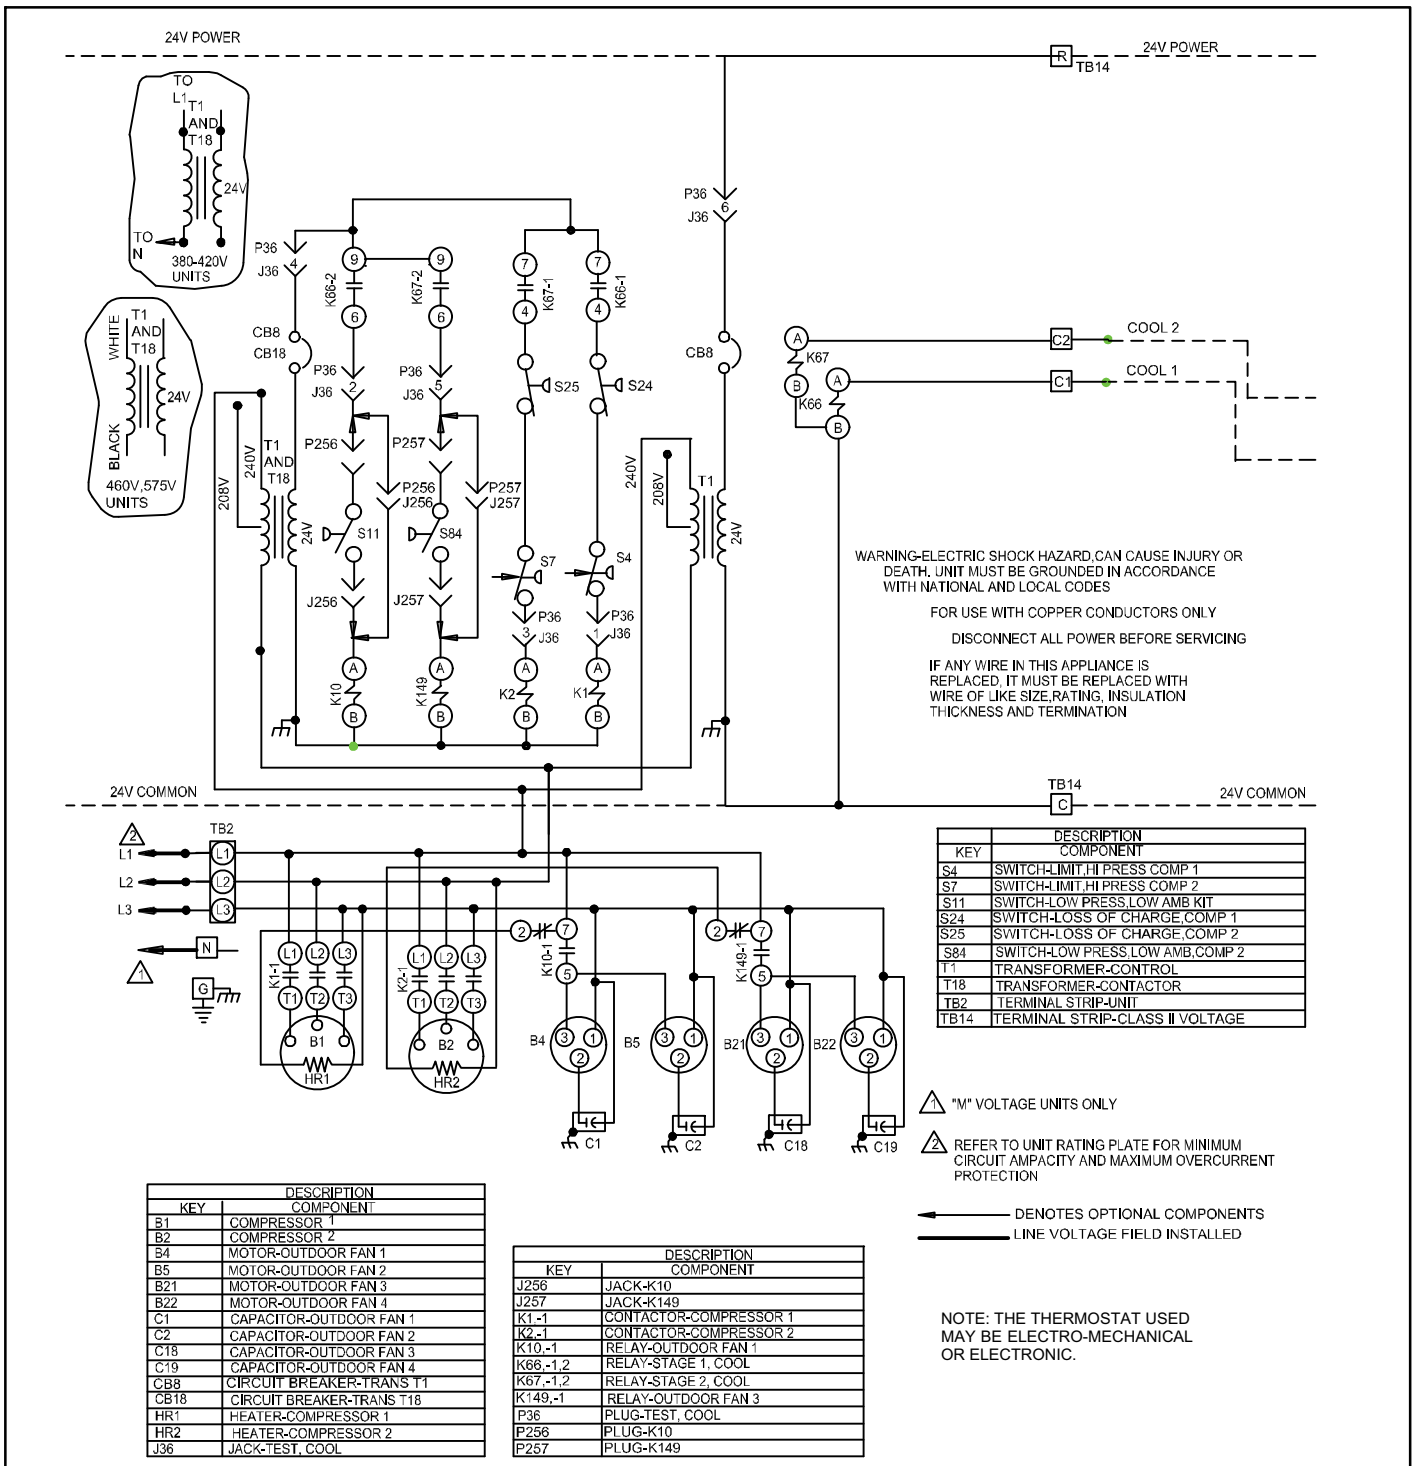 24V POWER
24V POWER
R
TB14
TO
L1
T1
AND
T18
24V
TO
N
380-420V
UNITS
P36
4
J36
P36
6
J36
9
9
7
7
K66-2
K67-2
K67-1
K66-1
6
6
4
4
WHITE
T1
AND
T18
24V
BLACK
460V,575V
UNITS
CB8
CB18
CB8
A
K67
B
A
K66
B
C2
COOL 2
C1
COOL 1
P36
2
J36
P36
5
J36
S25
S24
P256
P257
240V
208V
T1
AND
T18
24V
P256
J256
P257
J257
240V
208V
T1
24V
S11
S84
S7
S4
J256
J257
P36
3
J36
P36
1
J36
A
A
A
A
K10
K149
K2
K1
B
B
B
B
WARNING-ELECTRIC SHOCK HAZARD,CAN CAUSE INJURY OR
DEATH. UNIT MUST BE GROUNDED IN ACCORDANCE
WITH NATIONAL AND LOCAL CODES
FOR USE WITH COPPER CONDUCTORS ONLY
DISCONNECT ALL POWER BEFORE SERVICING
IF ANY WIRE IN THIS APPLIANCE IS
REPLACED, IT MUST BE REPLACED WITH
WIRE OF LIKE SIZE,RATING, INSULATION
THICKNESS AND TERMINATION
24V COMMON
TB14
C
24V COMMON
2
TB2
L1
L1
L2
L2
L3
L3
N
1
G
L1
L2
L3
K1-1
T1
T2
T3
B1
HR1
L1
L2
L3
K2-1
T1
T2
T3
B2
HR2
2
7
K10-1
5
2
7
K149-1
5
B4
3
1
2
B5
3
1
2
B21
3
1
2
B22
3
1
2
C1
C2
C18
C19
DESCRIPTION
KEY COMPONENT
S4 SWITCH-LIMIT,HI PRESS COMP 1
S7 SWITCH-LIMIT,HI PRESS COMP 2
S11 SWITCH-LOW PRESS,LOW AMB KIT
S24 SWITCH-LOSS OF CHARGE,COMP 1
S25 SWITCH-LOSS OF CHARGE,COMP 2
S84 SWITCH-LOW PRESS,LOW AMB,COMP 2
T1 TRANSFORMER-CONTROL
T18 TRANSFORMER-CONTACTOR
TB2 TERMINAL STRIP-UNIT
TB14 TERMINAL STRIP-CLASS II VOLTAGE
1 "M" VOLTAGE UNITS ONLY
2 REFER TO UNIT RATING PLATE FOR MINIMUM
CIRCUIT AMPACITY AND MAXIMUM OVERCURRENT
PROTECTION
DENOTES OPTIONAL COMPONENTS
LINE VOLTAGE FIELD INSTALLED
DESCRIPTION
KEY COMPONENT
B1 COMPRESSOR 1
B2 COMPRESSOR 2
B4 MOTOR-OUTDOOR FAN 1
B5 MOTOR-OUTDOOR FAN 2
B21 MOTOR-OUTDOOR FAN 3
B22 MOTOR-OUTDOOR FAN 4
C1 CAPACITOR-OUTDOOR FAN 1
C2 CAPACITOR-OUTDOOR FAN 2
C18 CAPACITOR-OUTDOOR FAN 3
C19 CAPACITOR-OUTDOOR FAN 4
CB8 CIRCUIT BREAKER-TRANS T1
CB18 CIRCUIT BREAKER-TRANS T18
HR1 HEATER-COMPRESSOR 1
HR2 HEATER-COMPRESSOR 2
J36 JACK-TEST, COOL
DESCRIPTION
KEY COMPONENT
J256 JACK-K10
J257 JACK-K149
K1,-1 CONTACTOR-COMPRESSOR 1
K2,-1 CONTACTOR-COMPRESSOR 2
K10,-1 RELAY-OUTDOOR FAN 1
K66,-1,2 RELAY-STAGE 1, COOL
K67,-1,2 RELAY-STAGE 2, COOL
K149,-1 RELAY-OUTDOOR FAN 3
P36 PLUG-TEST, COOL
P256 PLUG-K10
P257 PLUG-K149
NOTE: THE THERMOSTAT USED
MAY BE ELECTRO-MECHANICAL
OR ELECTRONIC.